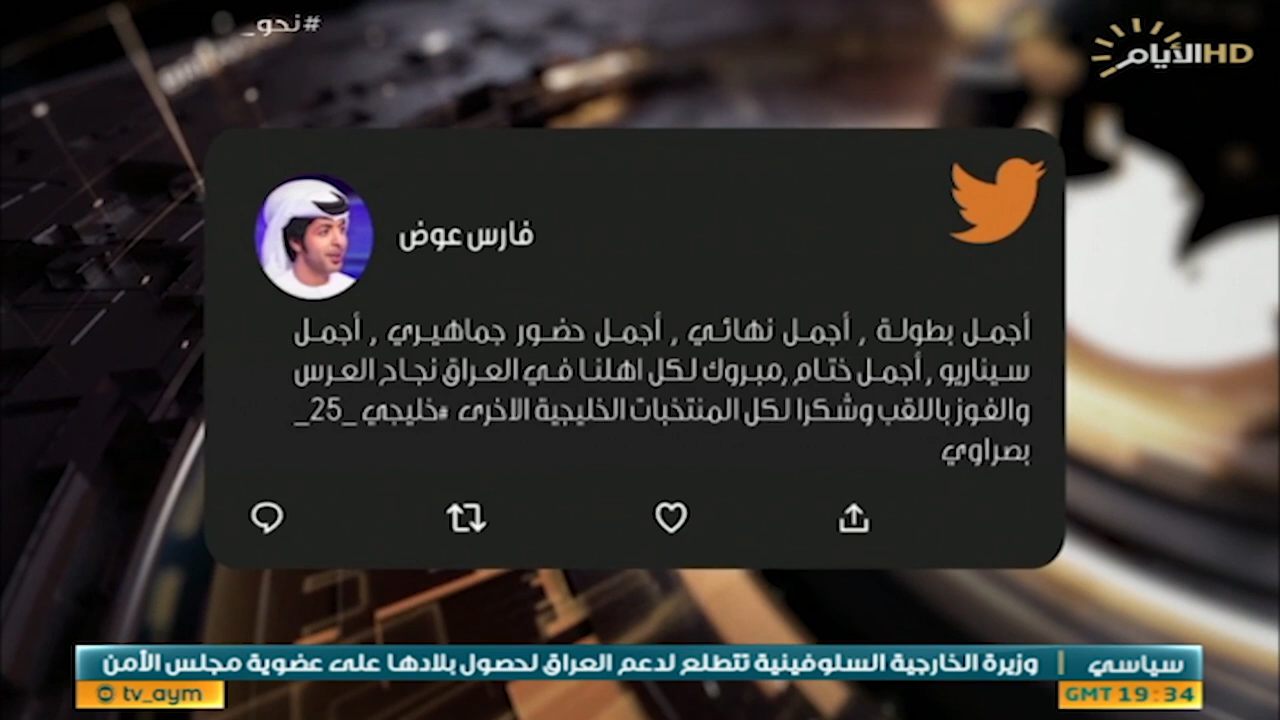 #نحو_
الأيام HD
فارس عوض
أجمل بطولة , أجمل نهائي , أجمل حضور جماهيري , أجمل
سيناريو , أجمل ختام ,مبروك لكل اهلنا في العراق نجاح العرس
والفوز باللقب وشكرا لكل المنتخبات الخليجية الاخرى #خليجي _25_
بصراوي
سياسي | وزيرة الخارجية السلوفينية تتطلع لدعم العراق لحصول بلادها على عضوية مجلس الأمن
GMT 19:34
tv_aym